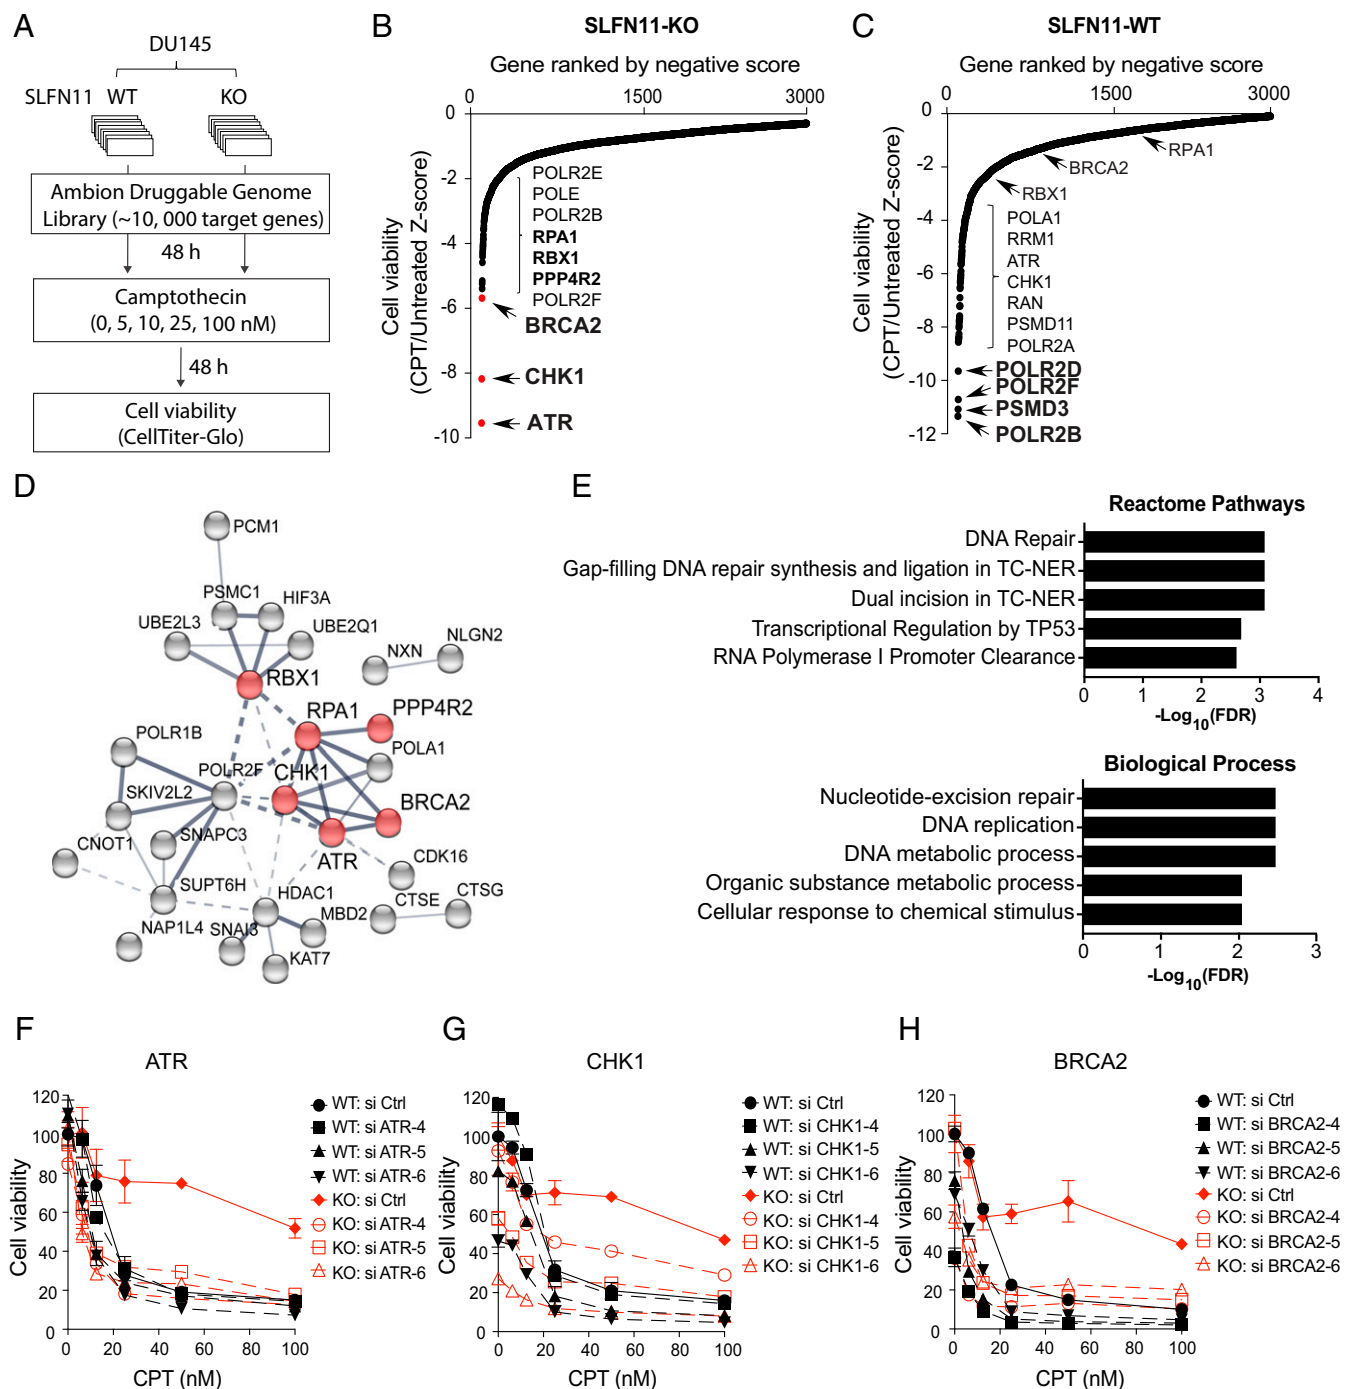 A
DU145
SLFN11 WT KO
Ambion Druggable Genome
Library (~10, 000 target genes)
48 h
Camptothecin
(0, 5, 10, 25, 100 nM)
48 h
Cell viability
(CellTiter-Glo)
B
SLFN11-KO
Gene ranked by negative score
0 1500 3000
Cell viability
(CPT/Untreated Z-score)
0
-2
-4
-6
-8
-10
POLR2E
POLE
POLR2B
RPA1
RBX1
PPP4R2
POLR2F
BRCA2
CHK1
ATR
C
SLFN11-WT
Gene ranked by negative score
0 1500 3000
Cell viability
(CPT/Untreated Z-score)
0
-2
-4
-6
-8
-10
-12
RPA1
BRCA2
RBX1
POLA1
RRM1
ATR
CHK1
RAN
PSMD11
POLR2A
POLR2D
POLR2F
PSMD3
POLR2B
D
PCM1
PSMC1
HIF3A
UBE2L3
UBE2Q1
NLGN2
NXN
RBX1
RPA1
PPP4R2
POLR1B
POLA1
POLR2F
CHK1
SKIV2L2
BRCA2
SNAPC3
CNOT1
ATR
CDK16
SUPT6H
HDAC1
CTSE
CTSG
MBD2
NAP1L4
SNAI3
KAT7
E
Reactome Pathways
DNA Repair
Gap-filling DNA repair synthesis and ligation in TC-NER
Dual incision in TC-NER
Transcriptional Regulation by TP53
RNA Polymerase I Promoter Clearance
0 1 2 3 4
-Log10(FDR)
Biological Process
Nucleotide-excision repair
DNA replication
DNA metabolic process
Organic substance metabolic process
Cellular response to chemical stimulus
0 1 2 3
-Log10(FDR)
F
ATR
Cell viability
120
100
80
60
40
20
0
0 20 40 60 80 100
CPT (nM)
WT: si Ctrl
WT: si ATR-4
WT: si ATR-5
WT: si ATR-6
KO: si Ctrl
KO: si ATR-4
KO: si ATR-5
KO: si ATR-6
G
CHK1
Cell viability
120
100
80
60
40
20
0
0 20 40 60 80 100
CPT (nM)
WT: si Ctrl
WT: si CHK1-4
WT: si CHK1-5
WT: si CHK1-6
KO: si Ctrl
KO: si CHK1-4
KO: si CHK1-5
KO: si CHK1-6
H
BRCA2
Cell viability
120
100
80
60
40
20
0
0 20 40 60 80 100
CPT (nM)
WT: si Ctrl
WT: si BRCA2-4
WT: si BRCA2-5
WT: si BRCA2-6
KO: si Ctrl
KO: si BRCA2-4
KO: si BRCA2-5
KO: si BRCA2-6